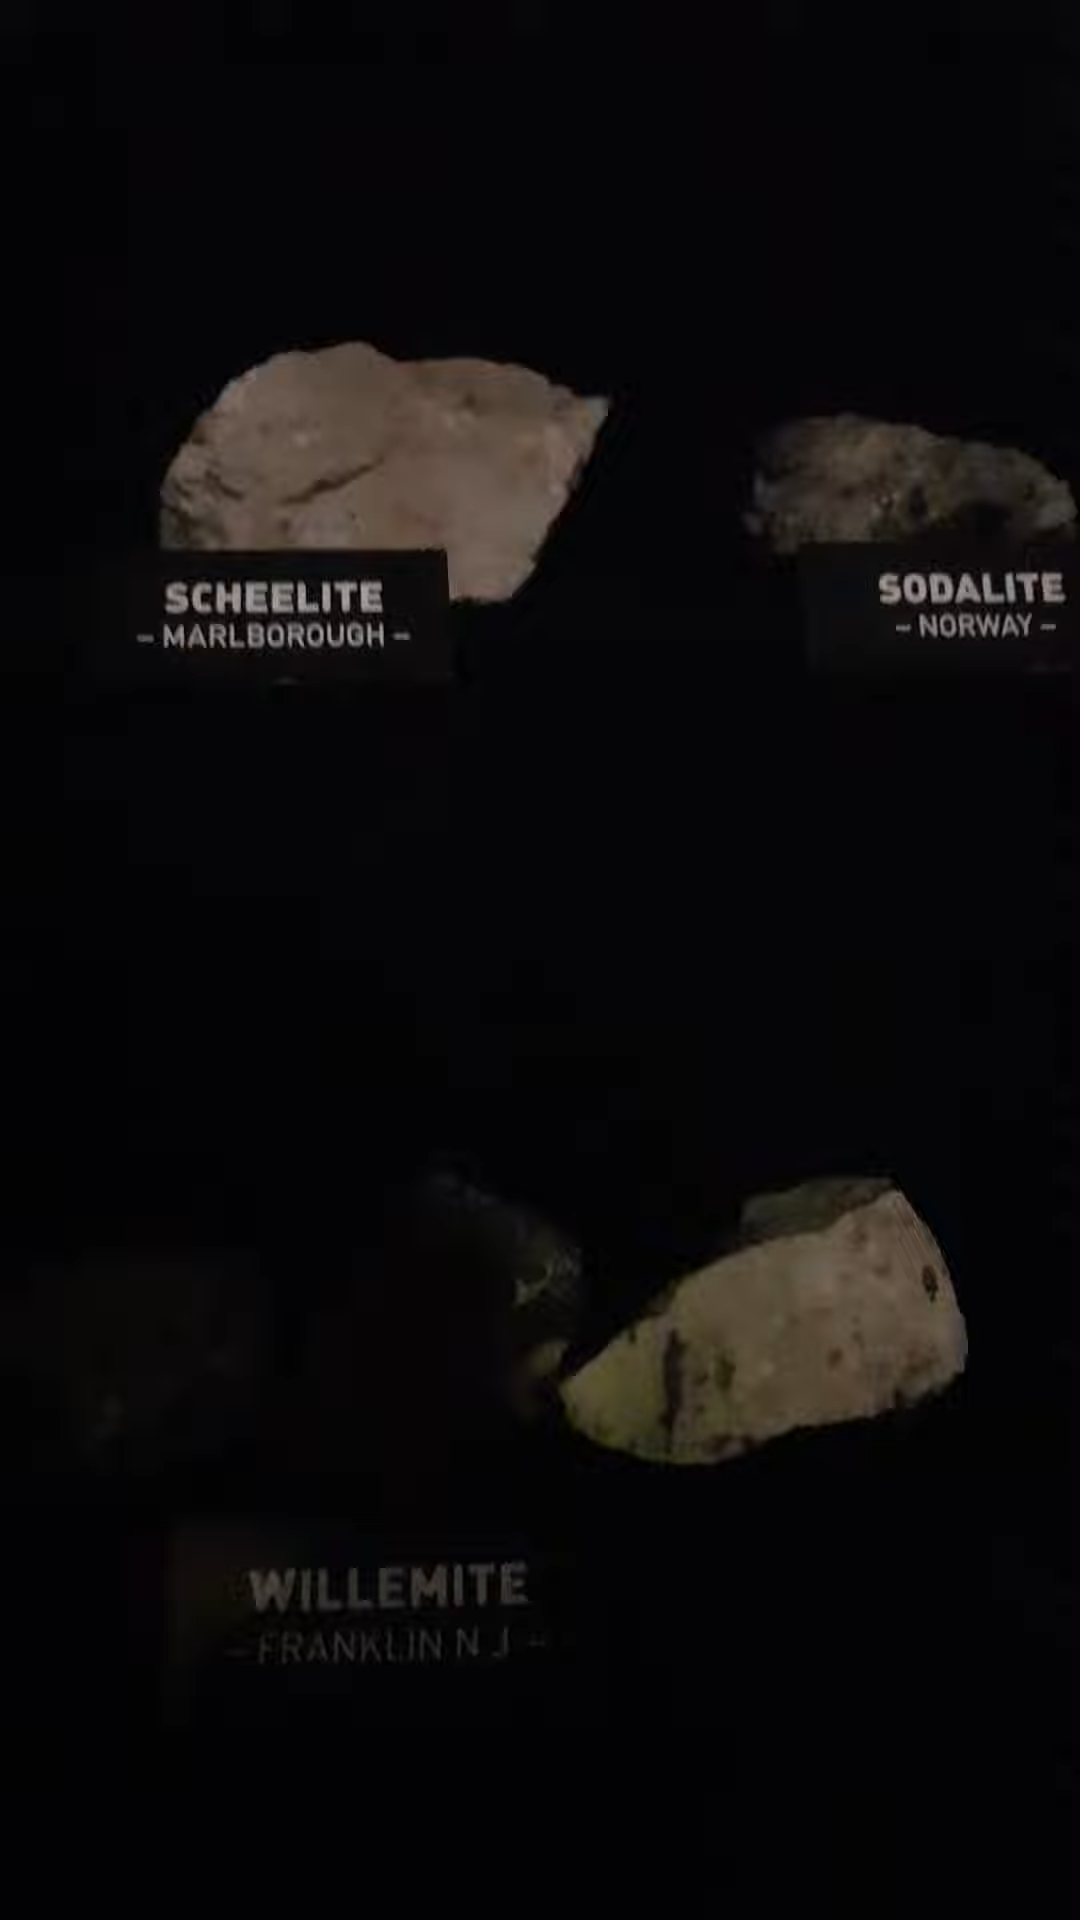 SCHEELITE
– MARLBOROUGH –
SODALITE
– NORWAY –
WILLEMITE
– FRANKLIN N J –